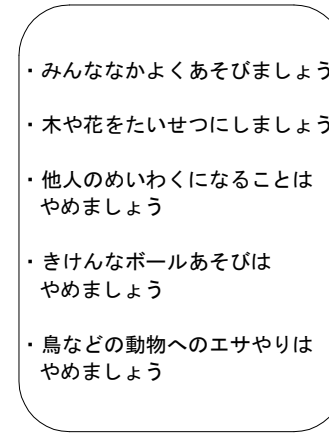 ・みんななかよくあそびましょう
・木や花をたいせつにしましょう
・他人のめいわくになることは
やめましょう
・きけんなボールあそびは
やめましょう
・鳥などの動物へのエサやりは
やめましょう